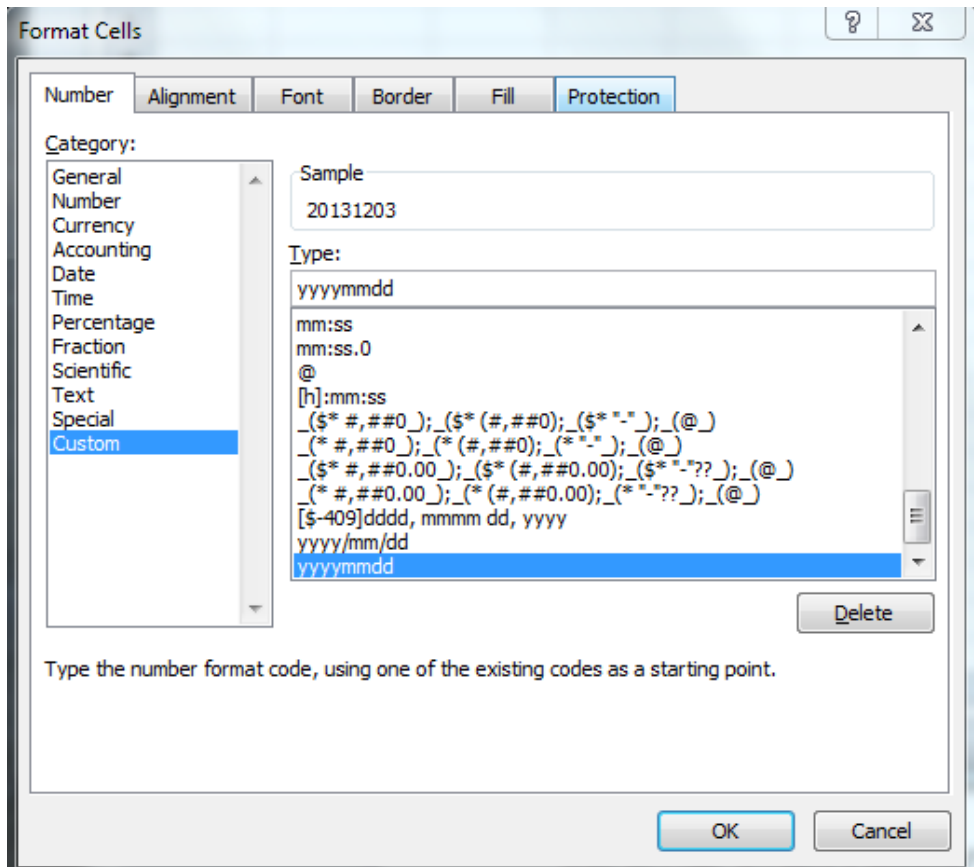 Format Cells
Number Alignment Font Border Fill Protection
Category:
General
Number
Currency
Accounting
Date
Time
Percentage
Fraction
Scientific
Text
Special
Custom
Sample
20131203
Type:
yyyymmdd
mm:ss
mm:ss.0
@
[h]:mm:ss
_($* #,##0_);_($* (#,##0);_($* "-"_);_(@_)
_(* #,##0_);_(* (#,##0);_(* "-"_);_(@_)
_($* #,##0.00_);_($* (#,##0.00);_($* "-"??_);_(@_)
_(* #,##0.00_);_(* (#,##0.00);_(* "-"??_);_(@_)
[$-409]dddd, mmmm dd, yyyy
yyyy/mm/dd
yyyymmdd
Delete
Type the number format code, using one of the existing codes as a starting point.
OK Cancel